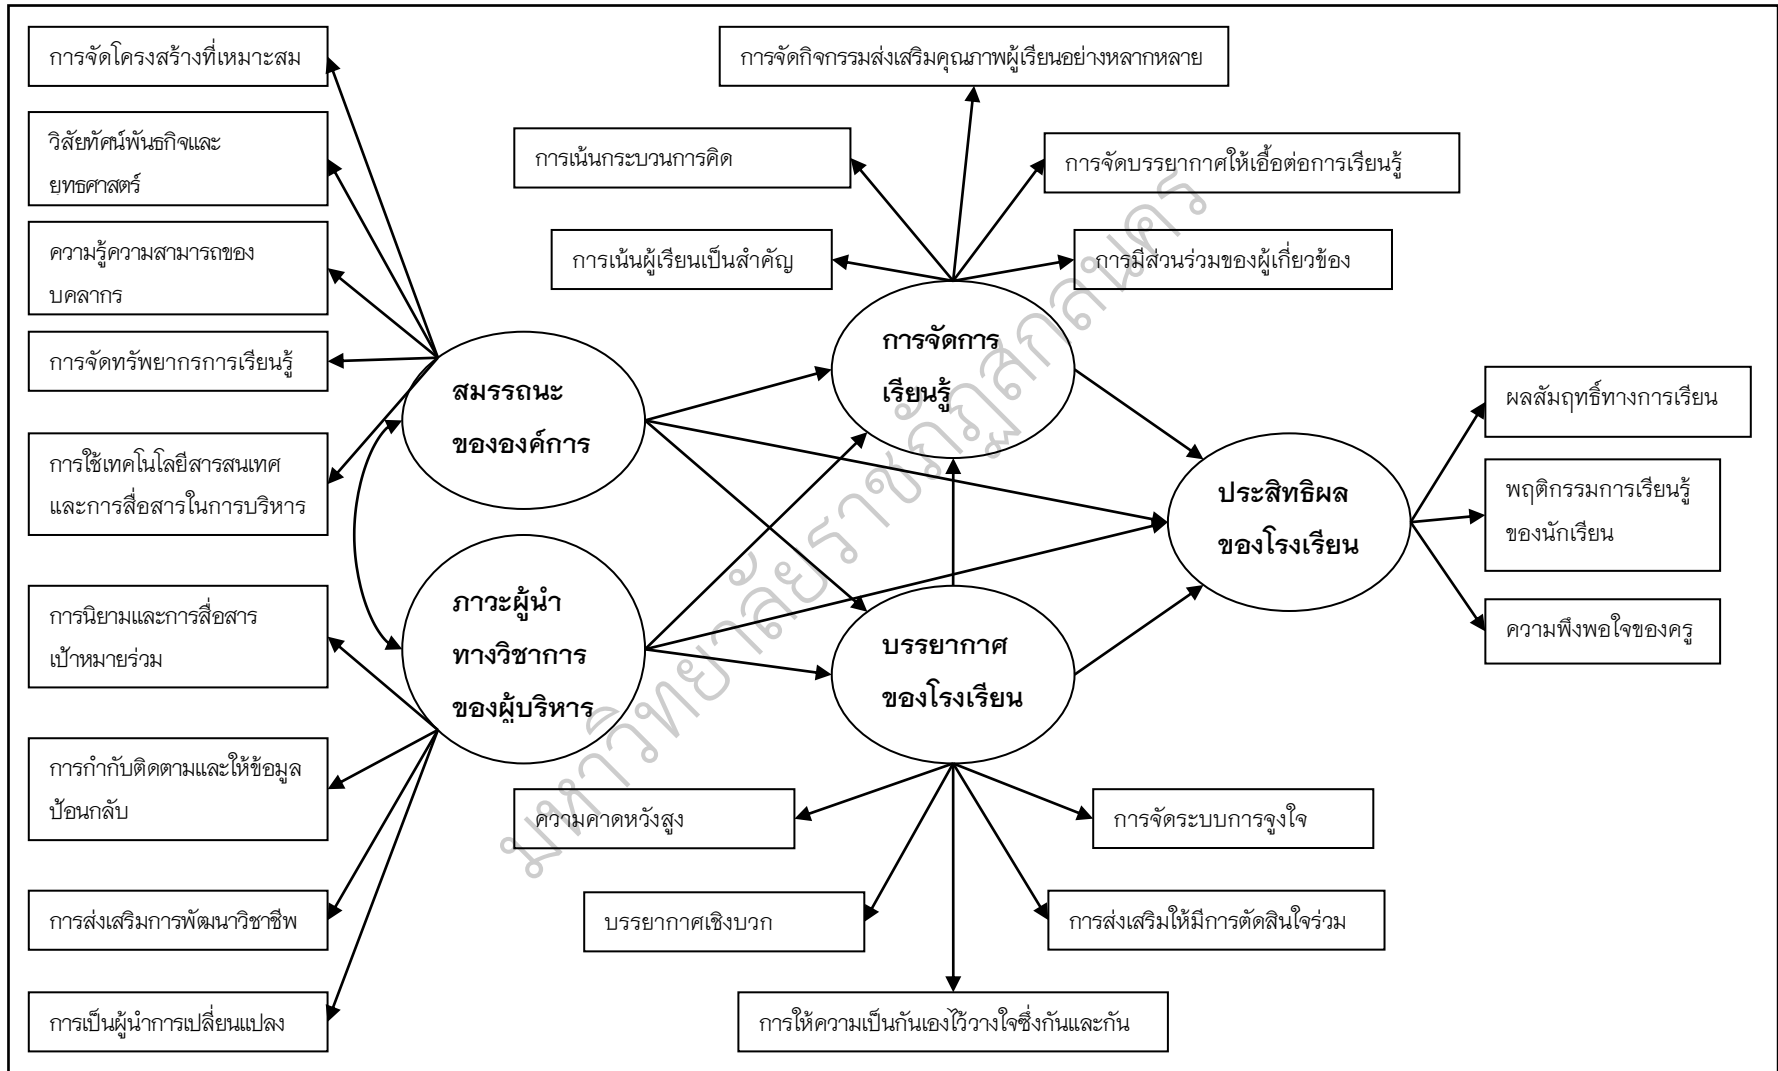 การจัดโครงสร้างที่เหมาะสม
วิสัยทัศน์พันธกิจและ
ยุทธศาสตร์
ความรู้ความสามารถของ
บุคลากร
การจัดทรัพยากรการเรียนรู้
การใช้เทคโนโลยีสารสนเทศ
และการสื่อสารในการบริหาร
การนิยามและการสื่อสาร
เป้าหมายร่วม
การกำกับติดตามและให้ข้อมูล
ป้อนกลับ
การส่งเสริมการพัฒนาวิชาชีพ
การเป็นผู้นำการเปลี่ยนแปลง
สมรรถนะ
ขององค์การ
ภาวะผู้นำ
ทางวิชาการ
ของผู้บริหาร
การจัดกิจกรรมส่งเสริมคุณภาพผู้เรียนอย่างหลากหลาย
การเน้นกระบวนการคิด
การจัดบรรยากาศให้เอื้อต่อการเรียนรู้
การเน้นผู้เรียนเป็นสำคัญ
การมีส่วนร่วมของผู้เกี่ยวข้อง
การจัดการ
เรียนรู้
บรรยากาศ
ของโรงเรียน
ความคาดหวังสูง
การจัดระบบการจูงใจ
บรรยากาศเชิงบวก
การส่งเสริมให้มีการตัดสินใจร่วม
การให้ความเป็นกันเองไว้วางใจซึ่งกันและกัน
ประสิทธิผล
ของโรงเรียน
ผลสัมฤทธิ์ทางการเรียน
พฤติกรรมการเรียนรู้
ของนักเรียน
ความพึงพอใจของครู
มหาวิทยาลัยราชภัฏสกลนคร